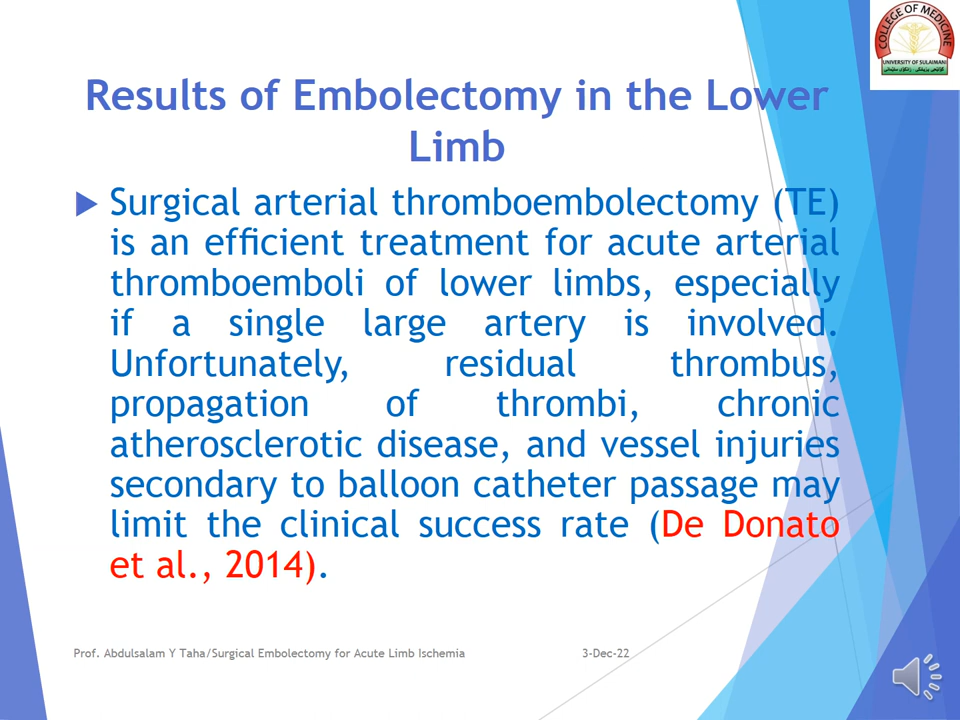 COLLEGE OF MEDICINE
UNIVERSITY OF SULAIMANI
Results of Embolectomy in the Lower
Limb
Surgical arterial thromboembolectomy (TE)
is an efficient treatment for acute arterial
thromboemboli of lower limbs, especially
if a single large artery is involved.
Unfortunately, residual thrombus,
propagation of thrombi, chronic
atherosclerotic disease, and vessel injuries
secondary to balloon catheter passage may
limit the clinical success rate (De Donato
et al., 2014).
Prof. Abdulsalam Y Taha/Surgical Embolectomy for Acute Limb Ischemia 3-Dec-22